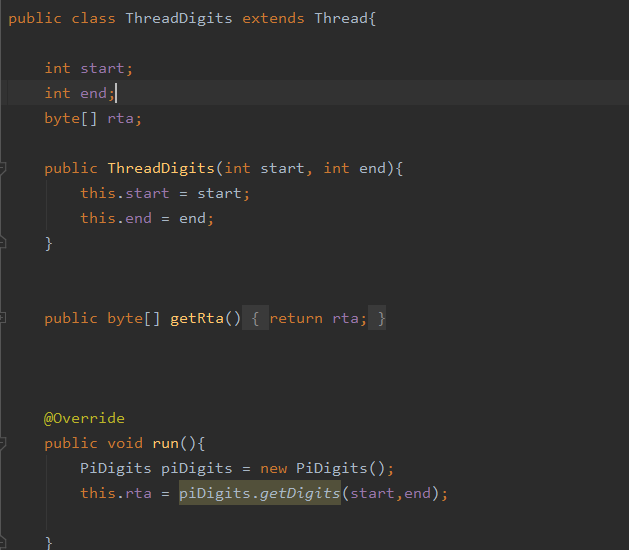 public class ThreadDigits extends Thread{
int start;
int end;
byte[] rta;
public ThreadDigits(int start, int end){
this.start = start;
this.end = end;
}
public byte[] getRta() { return rta; }
@Override
public void run(){
PiDigits piDigits = new PiDigits();
this.rta = piDigits.getDigits(start,end);
}